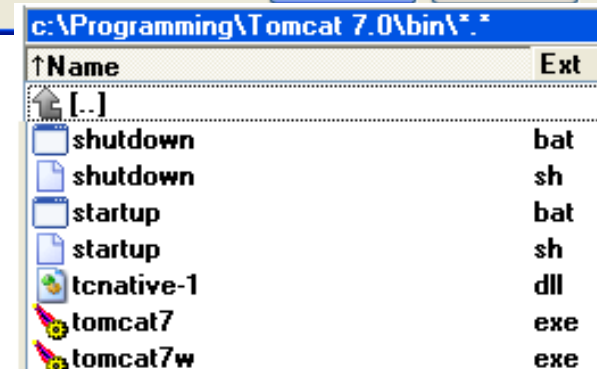 c:\Programming\Tomcat 7.0\bin\*.*
↑Name Ext
[..]
shutdown bat
shutdown sh
startup bat
startup sh
tcnative-1 dll
tomcat7 exe
tomcat7w exe